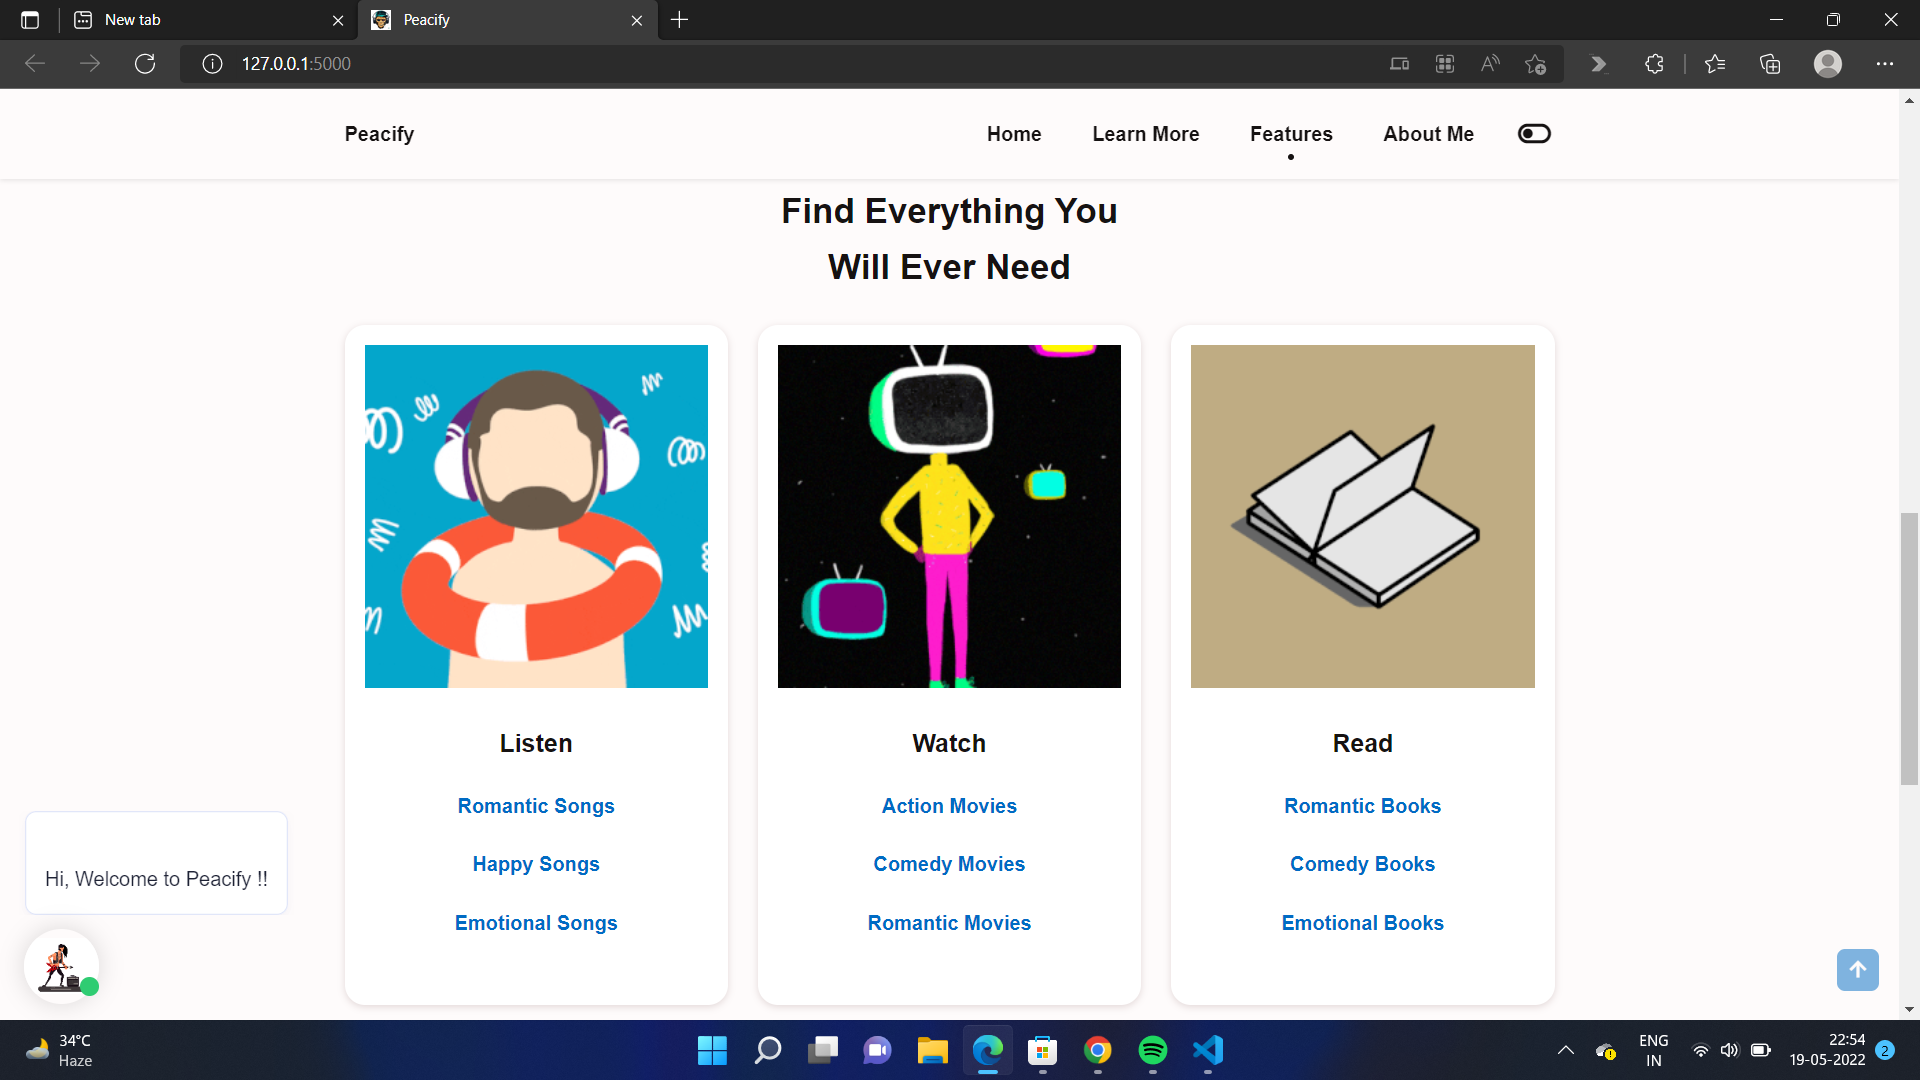 New tab
Peacify
127.0.0.1:5000
Peacify
Home
Learn More
Features
About Me
Find Everything You
Will Ever Need
Listen
Romantic Songs
Happy Songs
Emotional Songs
Watch
Action Movies
Comedy Movies
Romantic Movies
Read
Romantic Books
Comedy Books
Emotional Books
Hi, Welcome to Peacify !!
34°C
Haze
ENG
IN
22:54
19-05-2022
2